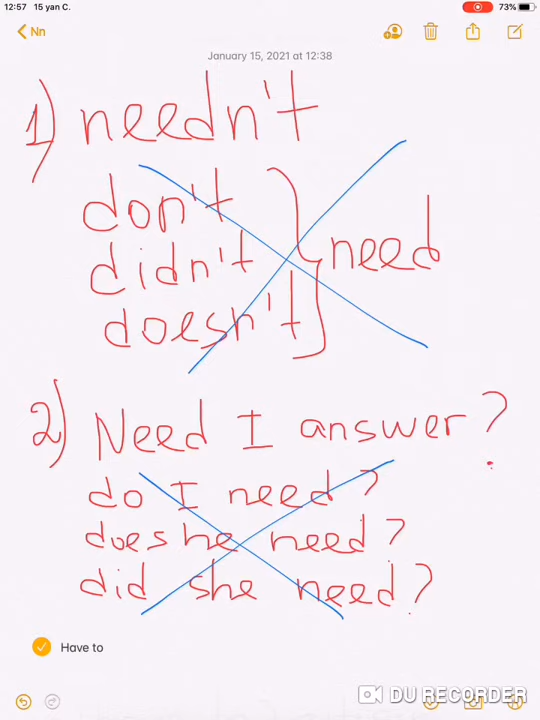 12:57 15 yан C. 73%
Nn
January 15, 2021 at 12:38
1) needn't
don't
didn't } need
doesn't
2) Need I answer?
do I need?
does he need?
did she need?
Have to
DU RECORDER